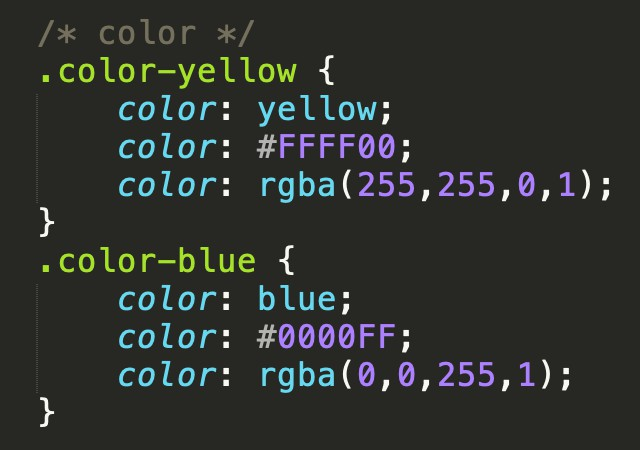 /* color */
.color-yellow {
    color: yellow;
    color: #FFFF00;
    color: rgba(255,255,0,1);
}
.color-blue {
    color: blue;
    color: #0000FF;
    color: rgba(0,0,255,1);
}